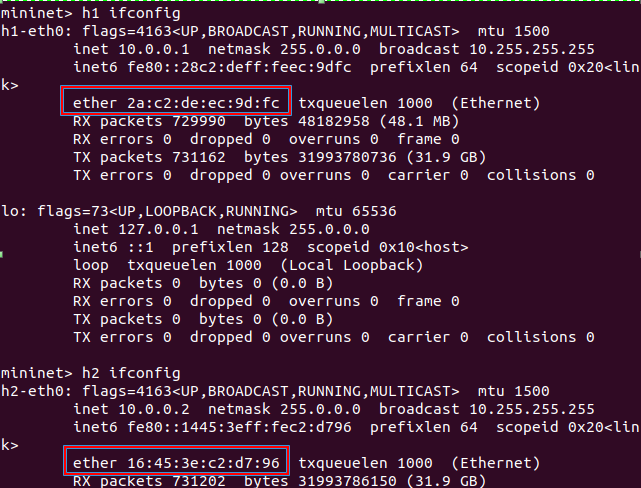 mininet> h1 ifconfig
h1-eth0: flags=4163<UP,BROADCAST,RUNNING,MULTICAST>  mtu 1500
        inet 10.0.0.1  netmask 255.0.0.0  broadcast 10.255.255.255
        inet6 fe80::28c2:deff:feec:9dfc  prefixlen 64  scopeid 0x20<lin
k>
        ether 2a:c2:de:ec:9d:fc  txqueuelen 1000  (Ethernet)
        RX packets 729990  bytes 48182958 (48.1 MB)
        RX errors 0  dropped 0  overruns 0  frame 0
        TX packets 731162  bytes 31993780736 (31.9 GB)
        TX errors 0  dropped 0 overruns 0  carrier 0  collisions 0

lo: flags=73<UP,LOOPBACK,RUNNING>  mtu 65536
        inet 127.0.0.1  netmask 255.0.0.0
        inet6 ::1  prefixlen 128  scopeid 0x10<host>
        loop  txqueuelen 1000  (Local Loopback)
        RX packets 0  bytes 0 (0.0 B)
        RX errors 0  dropped 0  overruns 0  frame 0
        TX packets 0  bytes 0 (0.0 B)
        TX errors 0  dropped 0 overruns 0  carrier 0  collisions 0

mininet> h2 ifconfig
h2-eth0: flags=4163<UP,BROADCAST,RUNNING,MULTICAST>  mtu 1500
        inet 10.0.0.2  netmask 255.0.0.0  broadcast 10.255.255.255
        inet6 fe80::1445:3eff:fec2:d796  prefixlen 64  scopeid 0x20<lin
k>
        ether 16:45:3e:c2:d7:96  txqueuelen 1000  (Ethernet)
        RX packets 731202  bytes 31993786150 (31.9 GB)